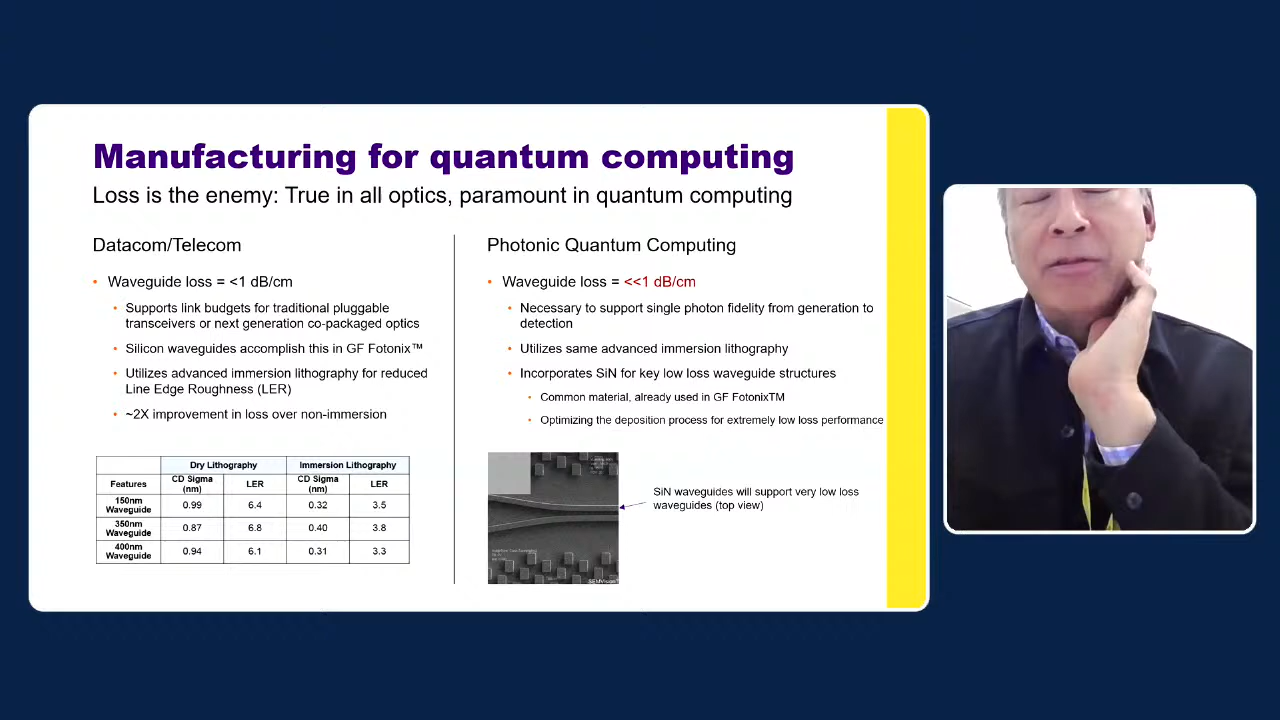 Manufacturing for quantum computing
Loss is the enemy: True in all optics, paramount in quantum computing
Datacom/Telecom
• Waveguide loss = <1 dB/cm
• Supports link budgets for traditional pluggable
transceivers or next generation co-packaged optics
• Silicon waveguides accomplish this in GF Fotonix™
• Utilizes advanced immersion lithography for reduced
Line Edge Roughness (LER)
• ~2X improvement in loss over non-immersion
Dry Lithography Immersion Lithography
Features CD Sigma (nm) LER CD Sigma (nm) LER
150nm Waveguide 0.99 6.4 0.32 3.5
350nm Waveguide 0.87 6.8 0.40 3.8
400nm Waveguide 0.94 6.1 0.31 3.3
Photonic Quantum Computing
• Waveguide loss = <<1 dB/cm
• Necessary to support single photon fidelity from generation to
detection
• Utilizes same advanced immersion lithography
• Incorporates SiN for key low loss waveguide structures
• Common material, already used in GF FotonixTM
• Optimizing the deposition process for extremely low loss performance
SiN waveguides will support very low loss
waveguides (top view)
SEMVision